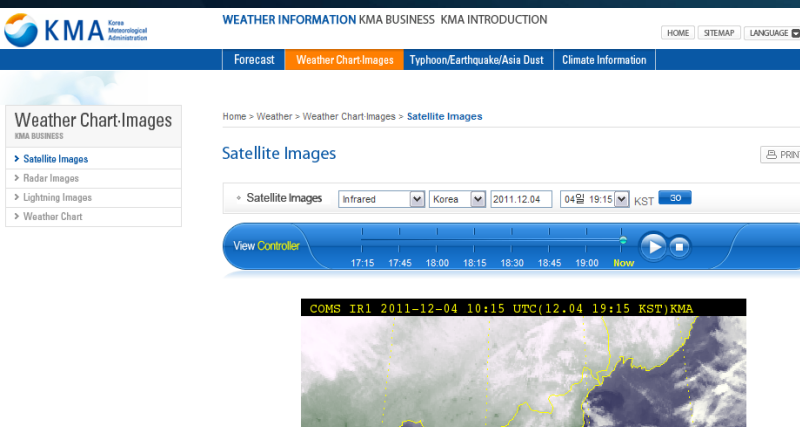 KMA Korea
Meteorological
Administration
WEATHER INFORMATION KMA BUSINESS KMA INTRODUCTION
HOME SITEMAP LANGUAGE
Forecast Weather Chart·Images Typhoon/Earthquake/Asia Dust Climate Information
Weather Chart·Images
KMA BUSINESS
> Satellite Images
> Radar Images
> Lightning Images
> Weather Chart
Home > Weather > Weather Chart·Images > Satellite Images
Satellite Images
PRINT
Satellite Images Infrared Korea 2011.12.04 04일 19:15 KST GO
View Controller
17:15 17:45 18:00 18:15 18:30 18:45 19:00 Now
COMS IR1 2011-12-04 10:15 UTC(12.04 19:15 KST)KMA